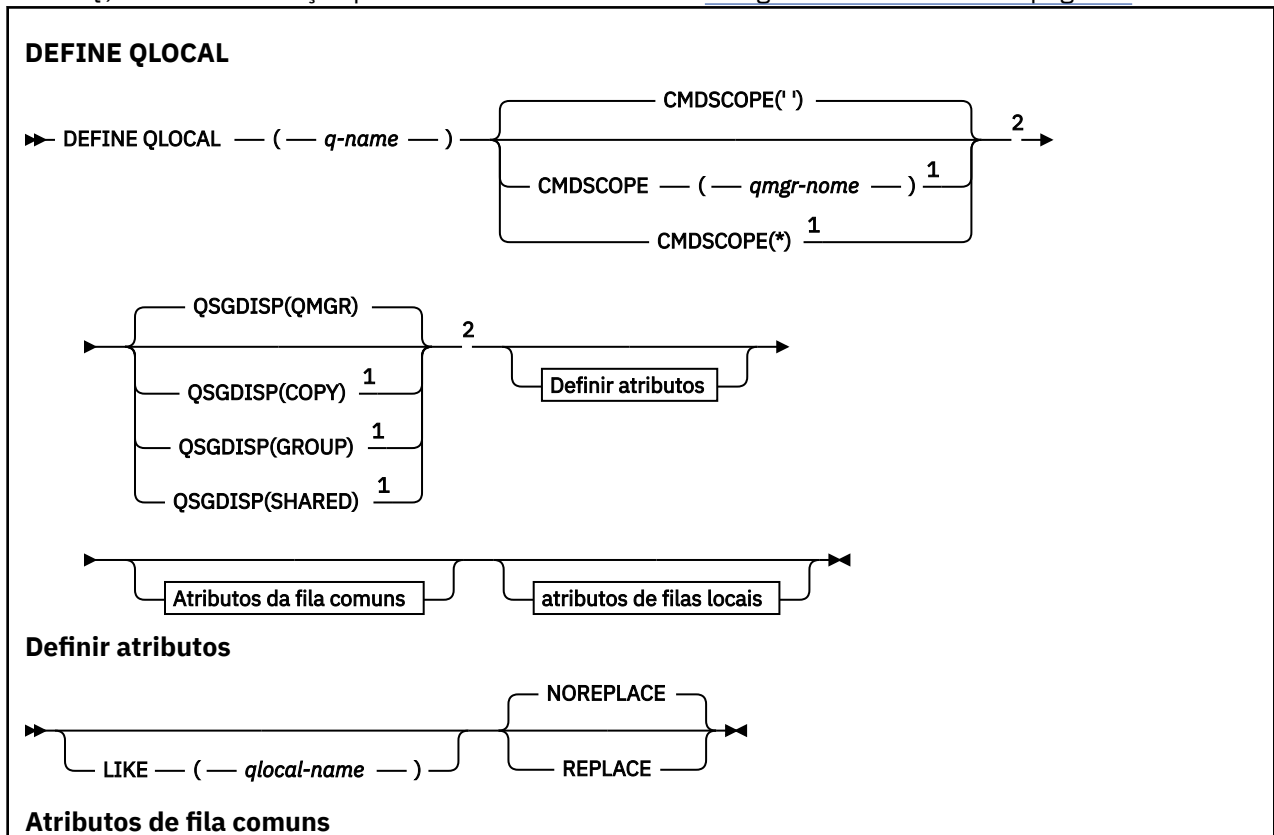 DEFINE QLOCAL
CMDSCOPE(' ')
DEFINE QLOCAL ( q-name ) 2
CMDSCOPE ( qmgr-nome ) 1
CMDSCOPE(*) 1
QSGDISP(QMGR)
2
QSGDISP(COPY) 1
Definir atributos
QSGDISP(GROUP) 1
QSGDISP(SHARED) 1
Atributos da fila comuns
atributos de filas locais
Definir atributos
NOREPLACE
LIKE ( qlocal-name )
REPLACE
Atributos de fila comuns